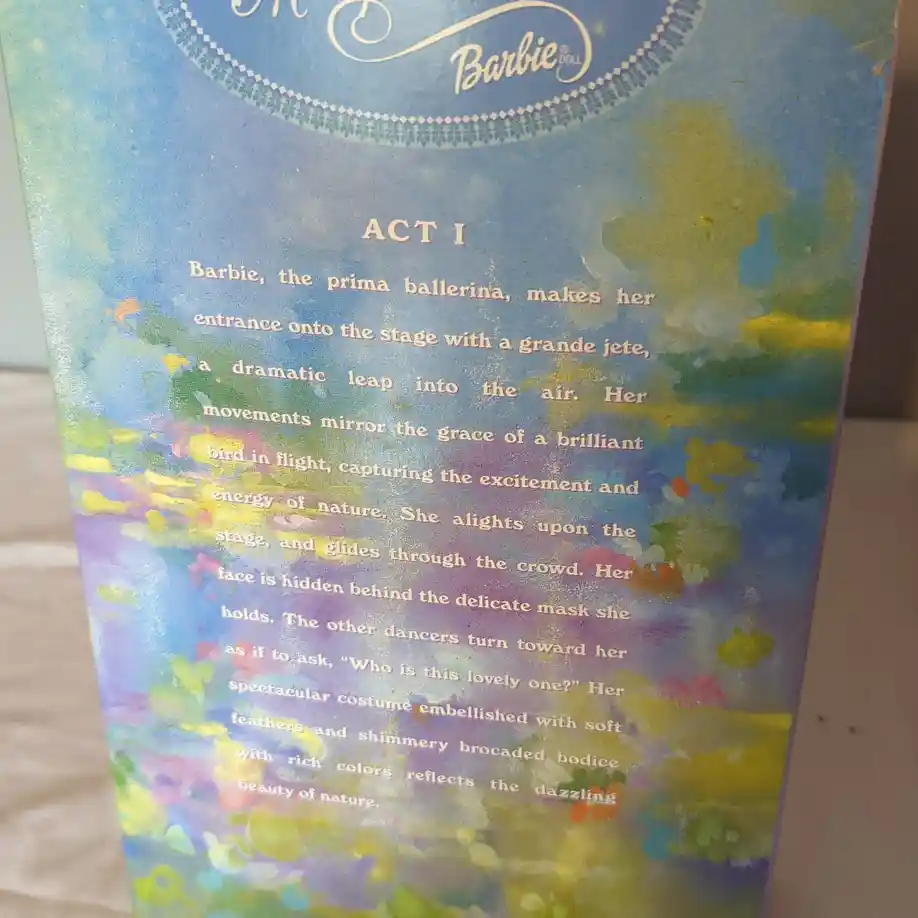 Barbie® DOLL
ACT I
Barbie, the prima ballerina, makes her
entrance onto the stage with a grande jete,
a dramatic leap into the air. Her
movements mirror the grace of a brilliant
bird in flight, capturing the excitement and
energy of nature. She alights upon the
stage, and glides through the crowd. Her
face is hidden behind the delicate mask she
holds. The other dancers turn toward her
as if to ask, "Who is this lovely one?" Her
spectacular costume embellished with soft
feathers and shimmery brocaded bodice
with rich colors reflects the dazzling
beauty of nature.